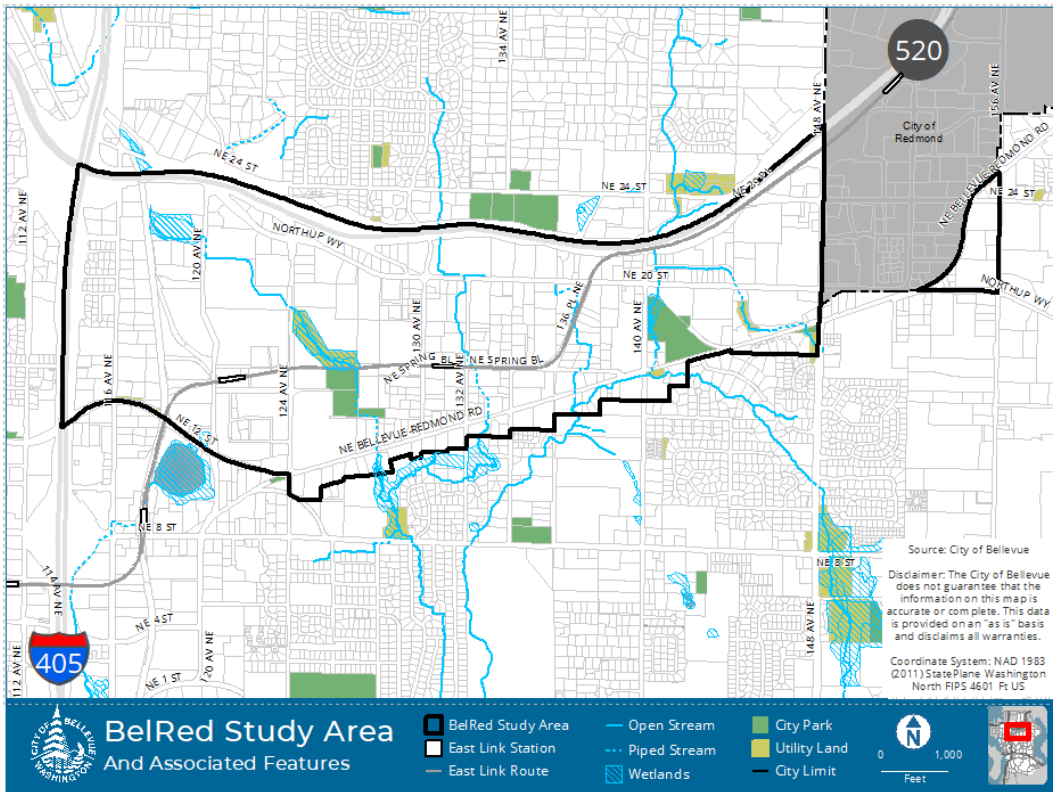 134 AV NE
520
148 AV NE
156 AV NE
City of
Redmond
NE BELLEVUE-REDMOND RD
NE 24 ST
NE 24 ST
NE 29 PL
NE 24 ST
112 AV NE
NORTHUP WY
120 AV NE
NE 20 ST
NORTHUP WY
136 PL NE
130 AV NE
140 AV NE
NE SPRING BL
NE SPRING BL
132 AV NE
116 AV NE
124 AV NE
NE 12 ST
NE BELLEVUE-REDMOND RD
NE 8 ST
NE 8 ST
114 AV NE
NE 4 ST
148 AV NE
120 AV NE
112 AV NE
NE 1 ST
405
Source: City of Bellevue
Disclaimer: The City of Bellevue
does not guarantee that the
information on this map is
accurate or complete. This data
is provided on an "as is" basis
and disclaims all warranties.
Coordinate System: NAD 1983
(2011) StatePlane Washington
North FIPS 4601 Ft US
CITY OF BELLEVUE
WASHINGTON
BelRed Study Area
And Associated Features
BelRed Study Area
East Link Station
East Link Route
Open Stream
Piped Stream
Wetlands
City Park
Utility Land
City Limit
N
0 1,000
Feet